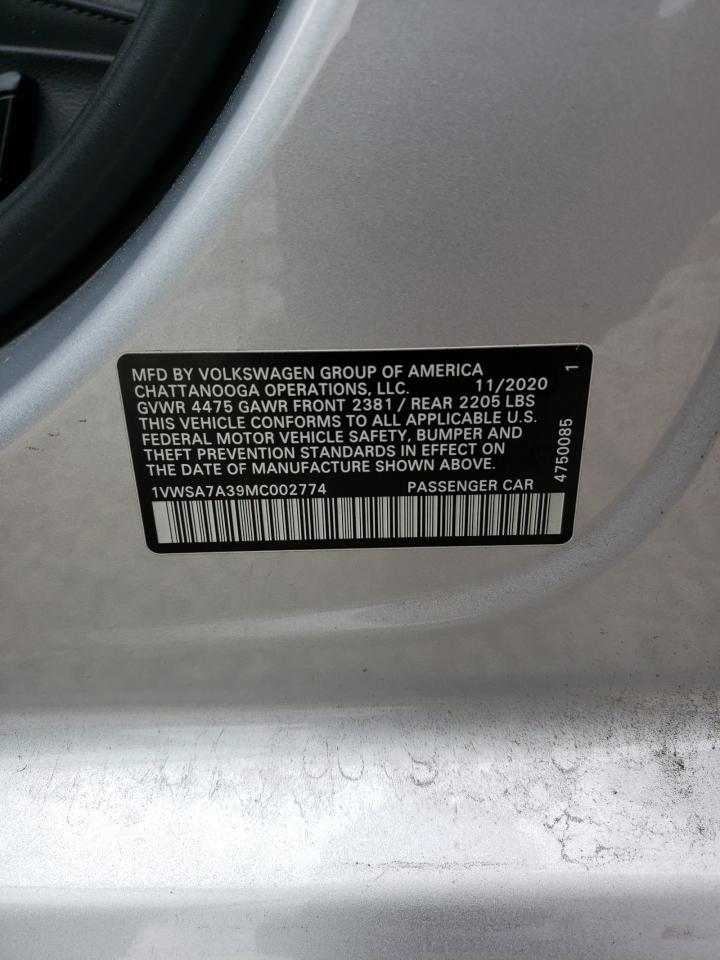 MFD BY VOLKSWAGEN GROUP OF AMERICA
CHATTANOOGA OPERATIONS, LLC. 11/2020
GVWR 4475 GAWR FRONT 2381 / REAR 2205 LBS
THIS VEHICLE CONFORMS TO ALL APPLICABLE U.S.
FEDERAL MOTOR VEHICLE SAFETY, BUMPER AND
THEFT PREVENTION STANDARDS IN EFFECT ON
THE DATE OF MANUFACTURE SHOWN ABOVE.
1VWSA7A39MC002774 PASSENGER CAR
4750085 1